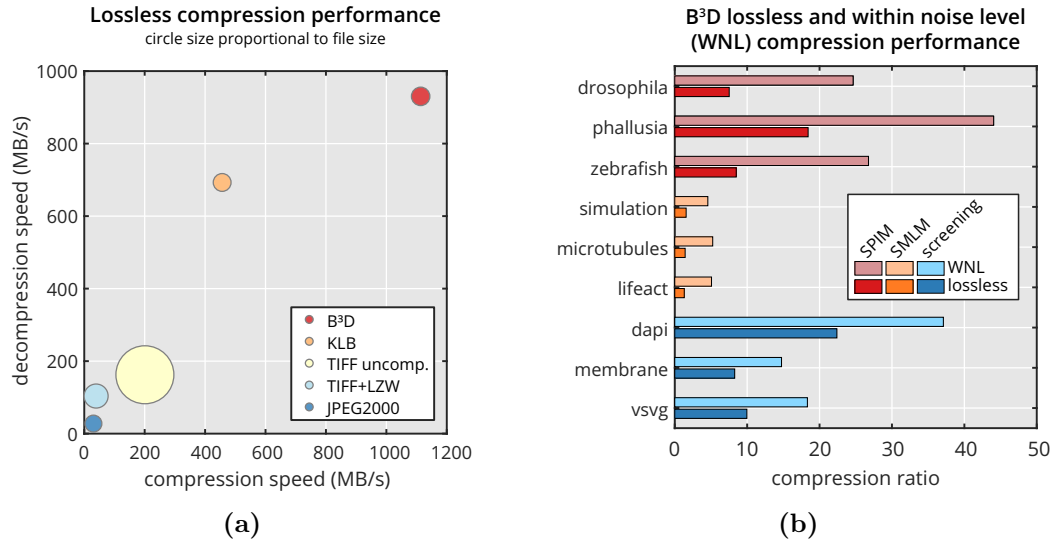 Lossless compression performance
circle size proportional to file size
decompression speed (MB/s)
1000
800
600
400
200
0
B³D
KLB
TIFF uncomp.
TIFF+LZW
JPEG2000
0 200 400 600 800 1000 1200
compression speed (MB/s)
(a)
B³D lossless and within noise level
(WNL) compression performance
drosophila
phallusia
zebrafish
simulation
microtubules
lifeact
dapi
membrane
vsvg
SPIM SMLM screening
WNL
lossless
0 10 20 30 40 50
compression ratio
(b)